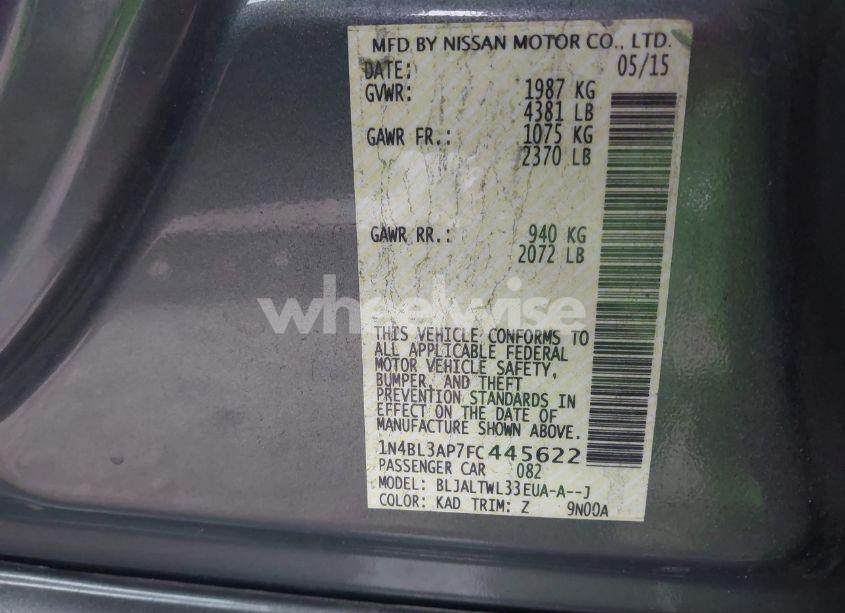 MFD BY NISSAN MOTOR CO., LTD.
DATE: 05/15
GVWR: 1987 KG
4381 LB
GAWR FR.: 1075 KG
2370 LB
GAWR RR.: 940 KG
2072 LB
wheelwise
THIS VEHICLE CONFORMS TO
ALL APPLICABLE FEDERAL
MOTOR VEHICLE SAFETY,
BUMPER, AND THEFT
PREVENTION STANDARDS IN
EFFECT ON THE DATE OF
MANUFACTURE SHOWN ABOVE.
1N4BL3AP7FC445622
PASSENGER CAR 082
MODEL: BLJALTWL33EUA-A--J
COLOR: KAD TRIM: Z 9N00A